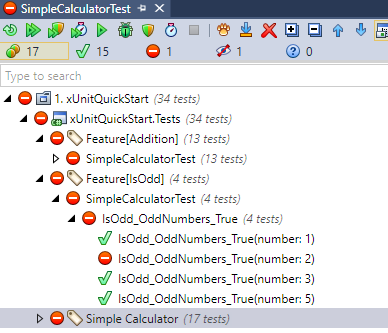 SimpleCalculatorTest
17 15 1 1 0
Type to search
1. xUnitQuickStart (34 tests)
xUnitQuickStart.Tests (34 tests)
Feature[Addition] (13 tests)
SimpleCalculatorTest (13 tests)
Feature[IsOdd] (4 tests)
SimpleCalculatorTest (4 tests)
IsOdd_OddNumbers_True (4 tests)
IsOdd_OddNumbers_True(number: 1)
IsOdd_OddNumbers_True(number: 2)
IsOdd_OddNumbers_True(number: 3)
IsOdd_OddNumbers_True(number: 5)
Simple Calculator (17 tests)